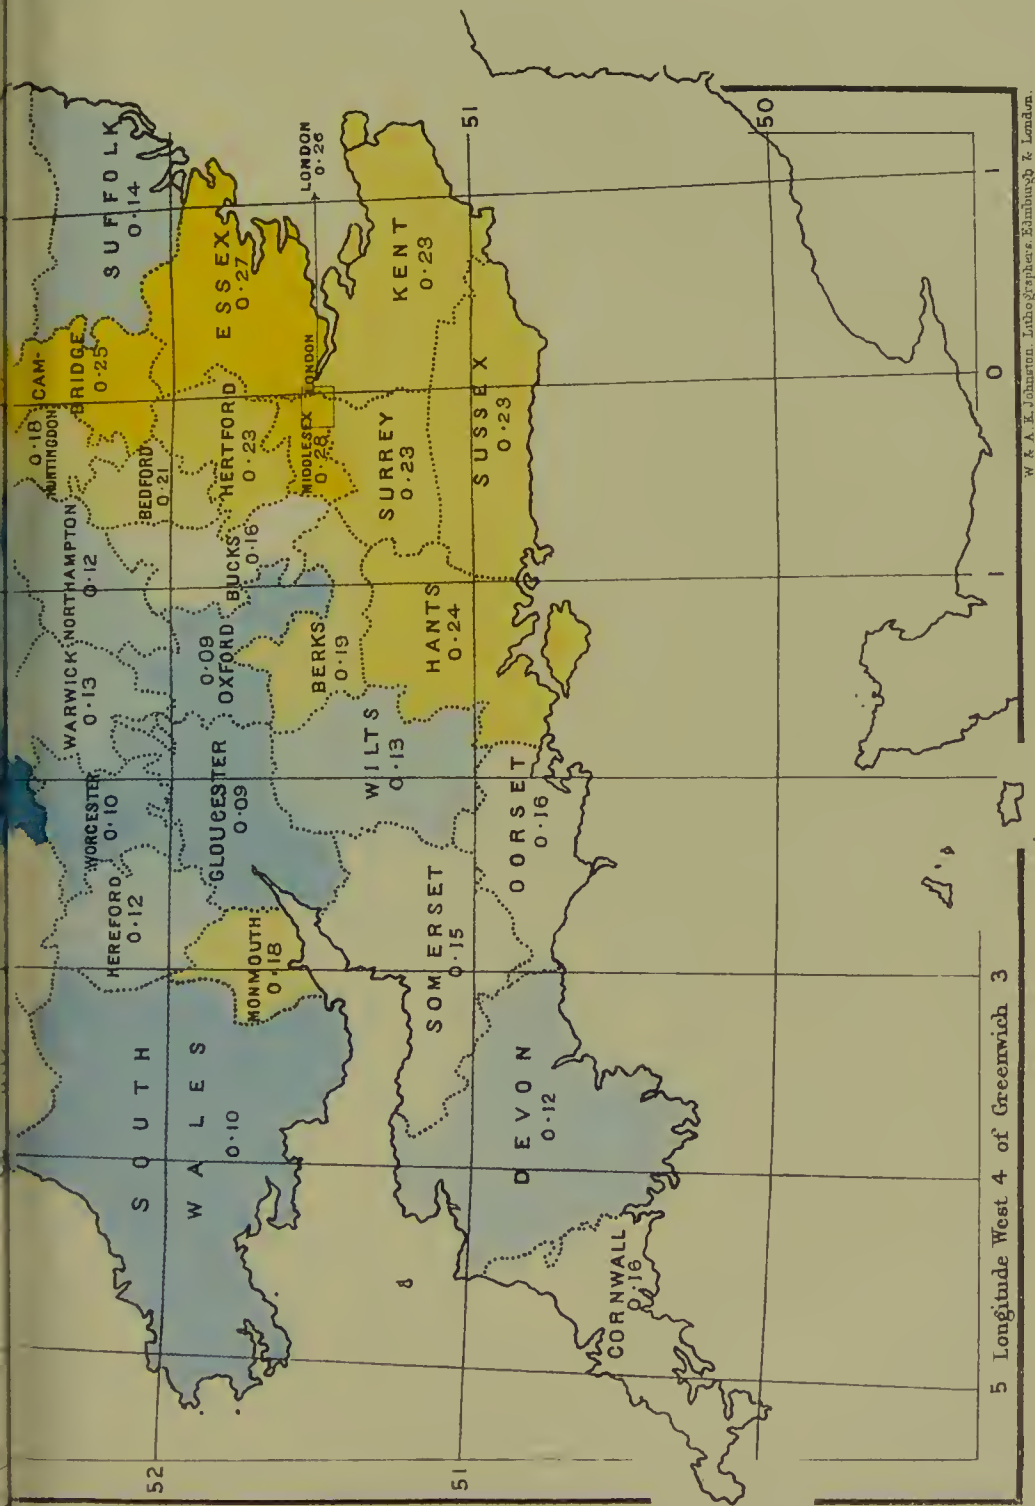 SUFFOLK
0·14
CAM-
BRIDGE
0·25
0·18
HUNTINGDON
NORTHAMPTON
0·12
WARWICK
0·13
WORCESTER
0·10
HEREFORD
0·12
SOUTH
WALES
0·10
MONMOUTH
0·18
GLOUCESTER
0·09
0·09
OXFORD
BUCKS
0·16
BEDFORD
0·21
HERTFORD
0·23
ESSEX
0·27
MIDDLESEX
0·28
LONDON
LONDON
0·26
BERKS
0·19
WILTS
0·13
SURREY
0·23
KENT
0·23
SUSSEX
0·23
HANTS
0·24
DORSET
0·16
SOMERSET
0·15
DEVON
0·12
CORNWALL
0·16
52
51
51
50
5 Longitude West 4 of Greenwich 3
1
0
1
W. & A. K. Johnston. Lithographers, Edinburgh & London.